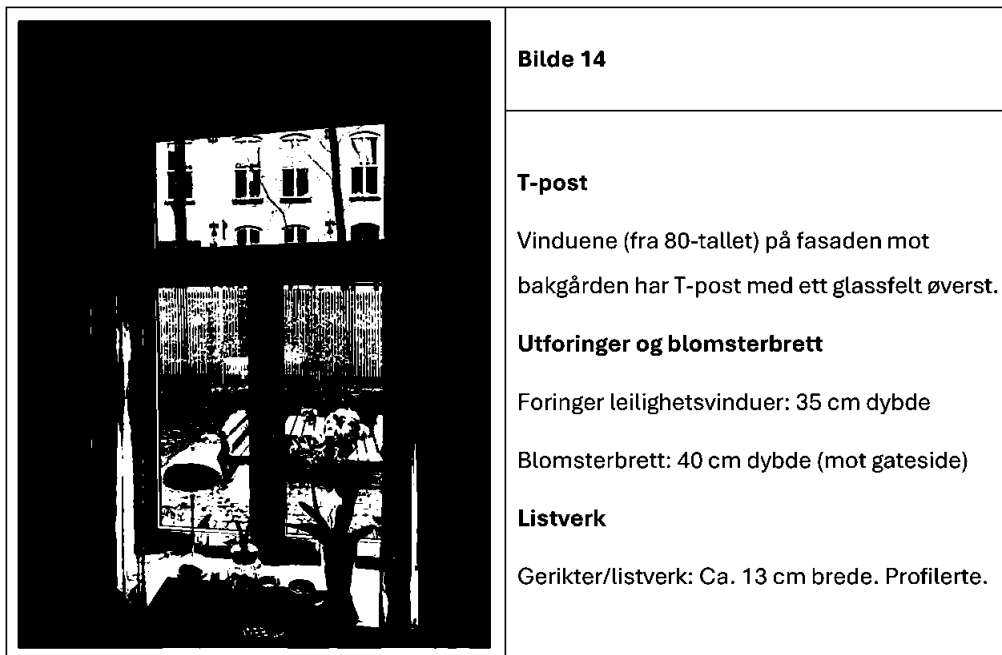 Bilde 14
T-post
Vinduene (fra 80-tallet) på fasaden mot
bakgården har T-post med ett glassfelt øverst.
Utforinger og blomsterbrett
Foringer leilighetsvinduer: 35 cm dybde
Blomsterbrett: 40 cm dybde (mot gateside)
Listverk
Gerikter/listverk: Ca. 13 cm brede. Profilerte.